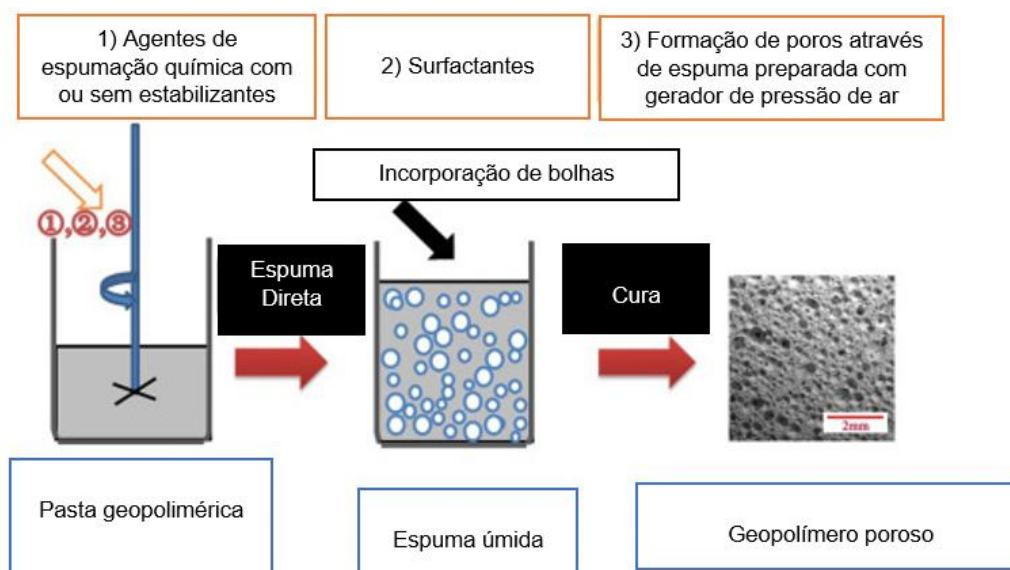 1) Agentes de
espumação química com
ou sem estabilizantes
2) Surfactantes
3) Formação de poros através
de espuma preparada com
gerador de pressão de ar
Incorporação de bolhas
①,②,③
Espuma
Direta
Cura
2mm
Pasta geopolimérica
Espuma úmida
Geopolímero poroso